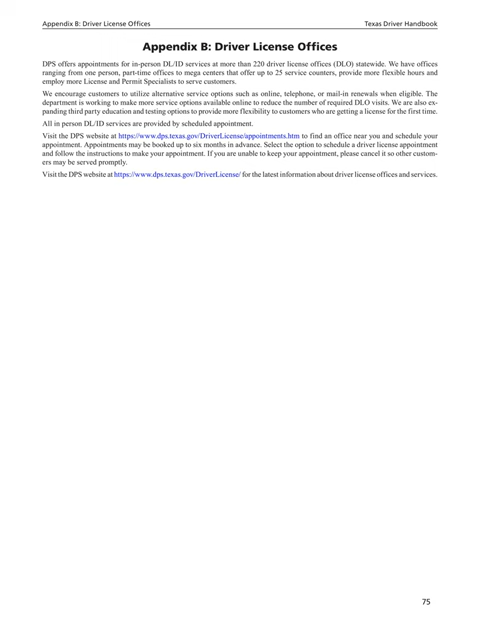 Appendix B: Driver License Offices
Texas Driver Handbook
Appendix B: Driver License Offices
DPS offers appointments for in-person DL/ID services at more than 220 driver license offices (DLO) statewide. We have offices
ranging from one person, part-time offices to mega centers that offer up to 25 service counters, provide more flexible hours and
employ more License and Permit Specialists to serve customers.
We encourage customers to utilize alternative service options such as online, telephone, or mail-in renewals when eligible. The
department is working to make more service options available online to reduce the number of required DLO visits. We are also ex-
panding third party education and testing options to provide more flexibility to customers who are getting a license for the first time.
All in person DL/ID services are provided by scheduled appointment.
Visit the DPS website at https://www.dps.texas.gov/DriverLicense/appointments.htm to find an office near you and schedule your
appointment. Appointments may be booked up to six months in advance. Select the option to schedule a driver license appointment
and follow the instructions to make your appointment. If you are unable to keep your appointment, please cancel it so other custom-
ers may be served promptly.
Visit the DPS website at https://www.dps.texas.gov/DriverLicense/ for the latest information about driver license offices and services.
75